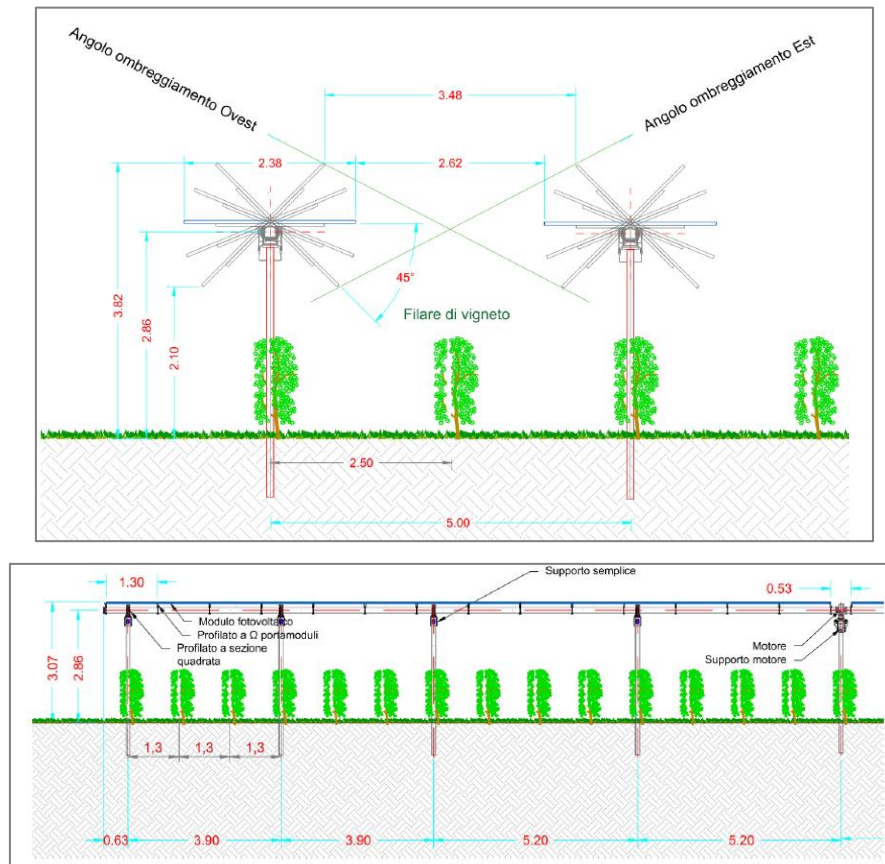 Angolo ombreggiamento Ovest
Angolo ombreggiamento Est
3.48
2.38
2.62
45°
3.82
2.86
2.10
Filare di vigneto
2.50
5.00
1.30
Supporto semplice
0.53
Modulo fotovoltaico
Profilato a Ω portamoduli
Profilato a sezione
quadrata
Motore
Supporto motore
3.07
2.86
1,3
1,3
1,3
0.63
3.90
3.90
5.20
5.20